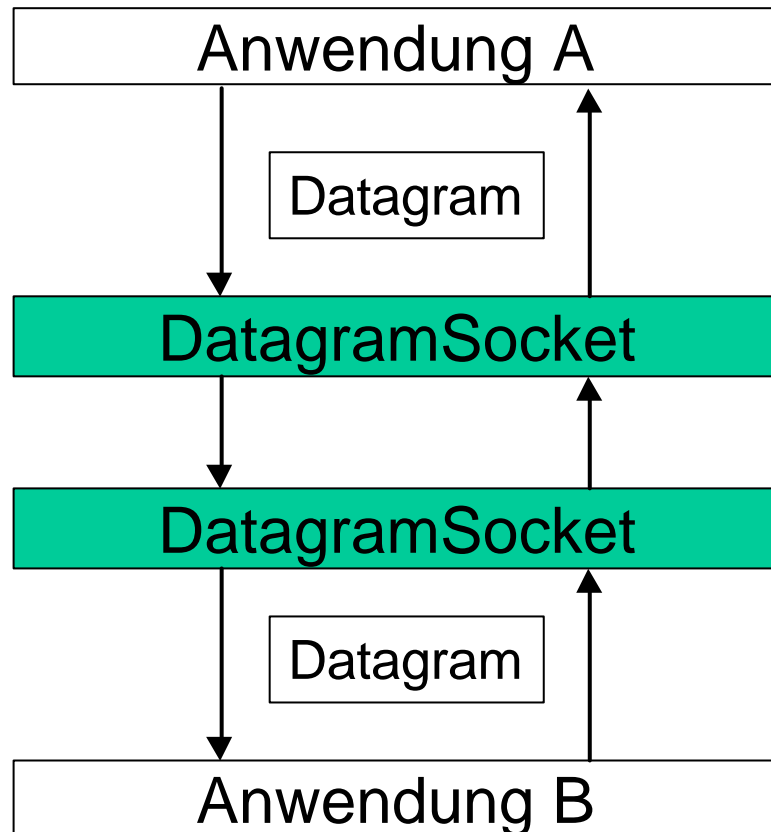 Anwendung A
Datagram
DatagramSocket
DatagramSocket
Datagram
Anwendung B